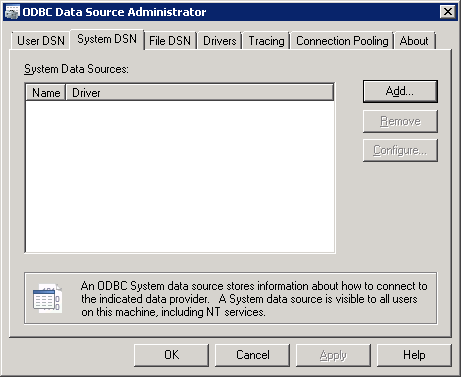 ODBC Data Source Administrator
User DSN System DSN File DSN Drivers Tracing Connection Pooling About
System Data Sources:
Name Driver
Add...
Remove
Configure...
An ODBC System data source stores information about how to connect to
the indicated data provider. A System data source is visible to all users
on this machine, including NT services.
OK Cancel Apply Help